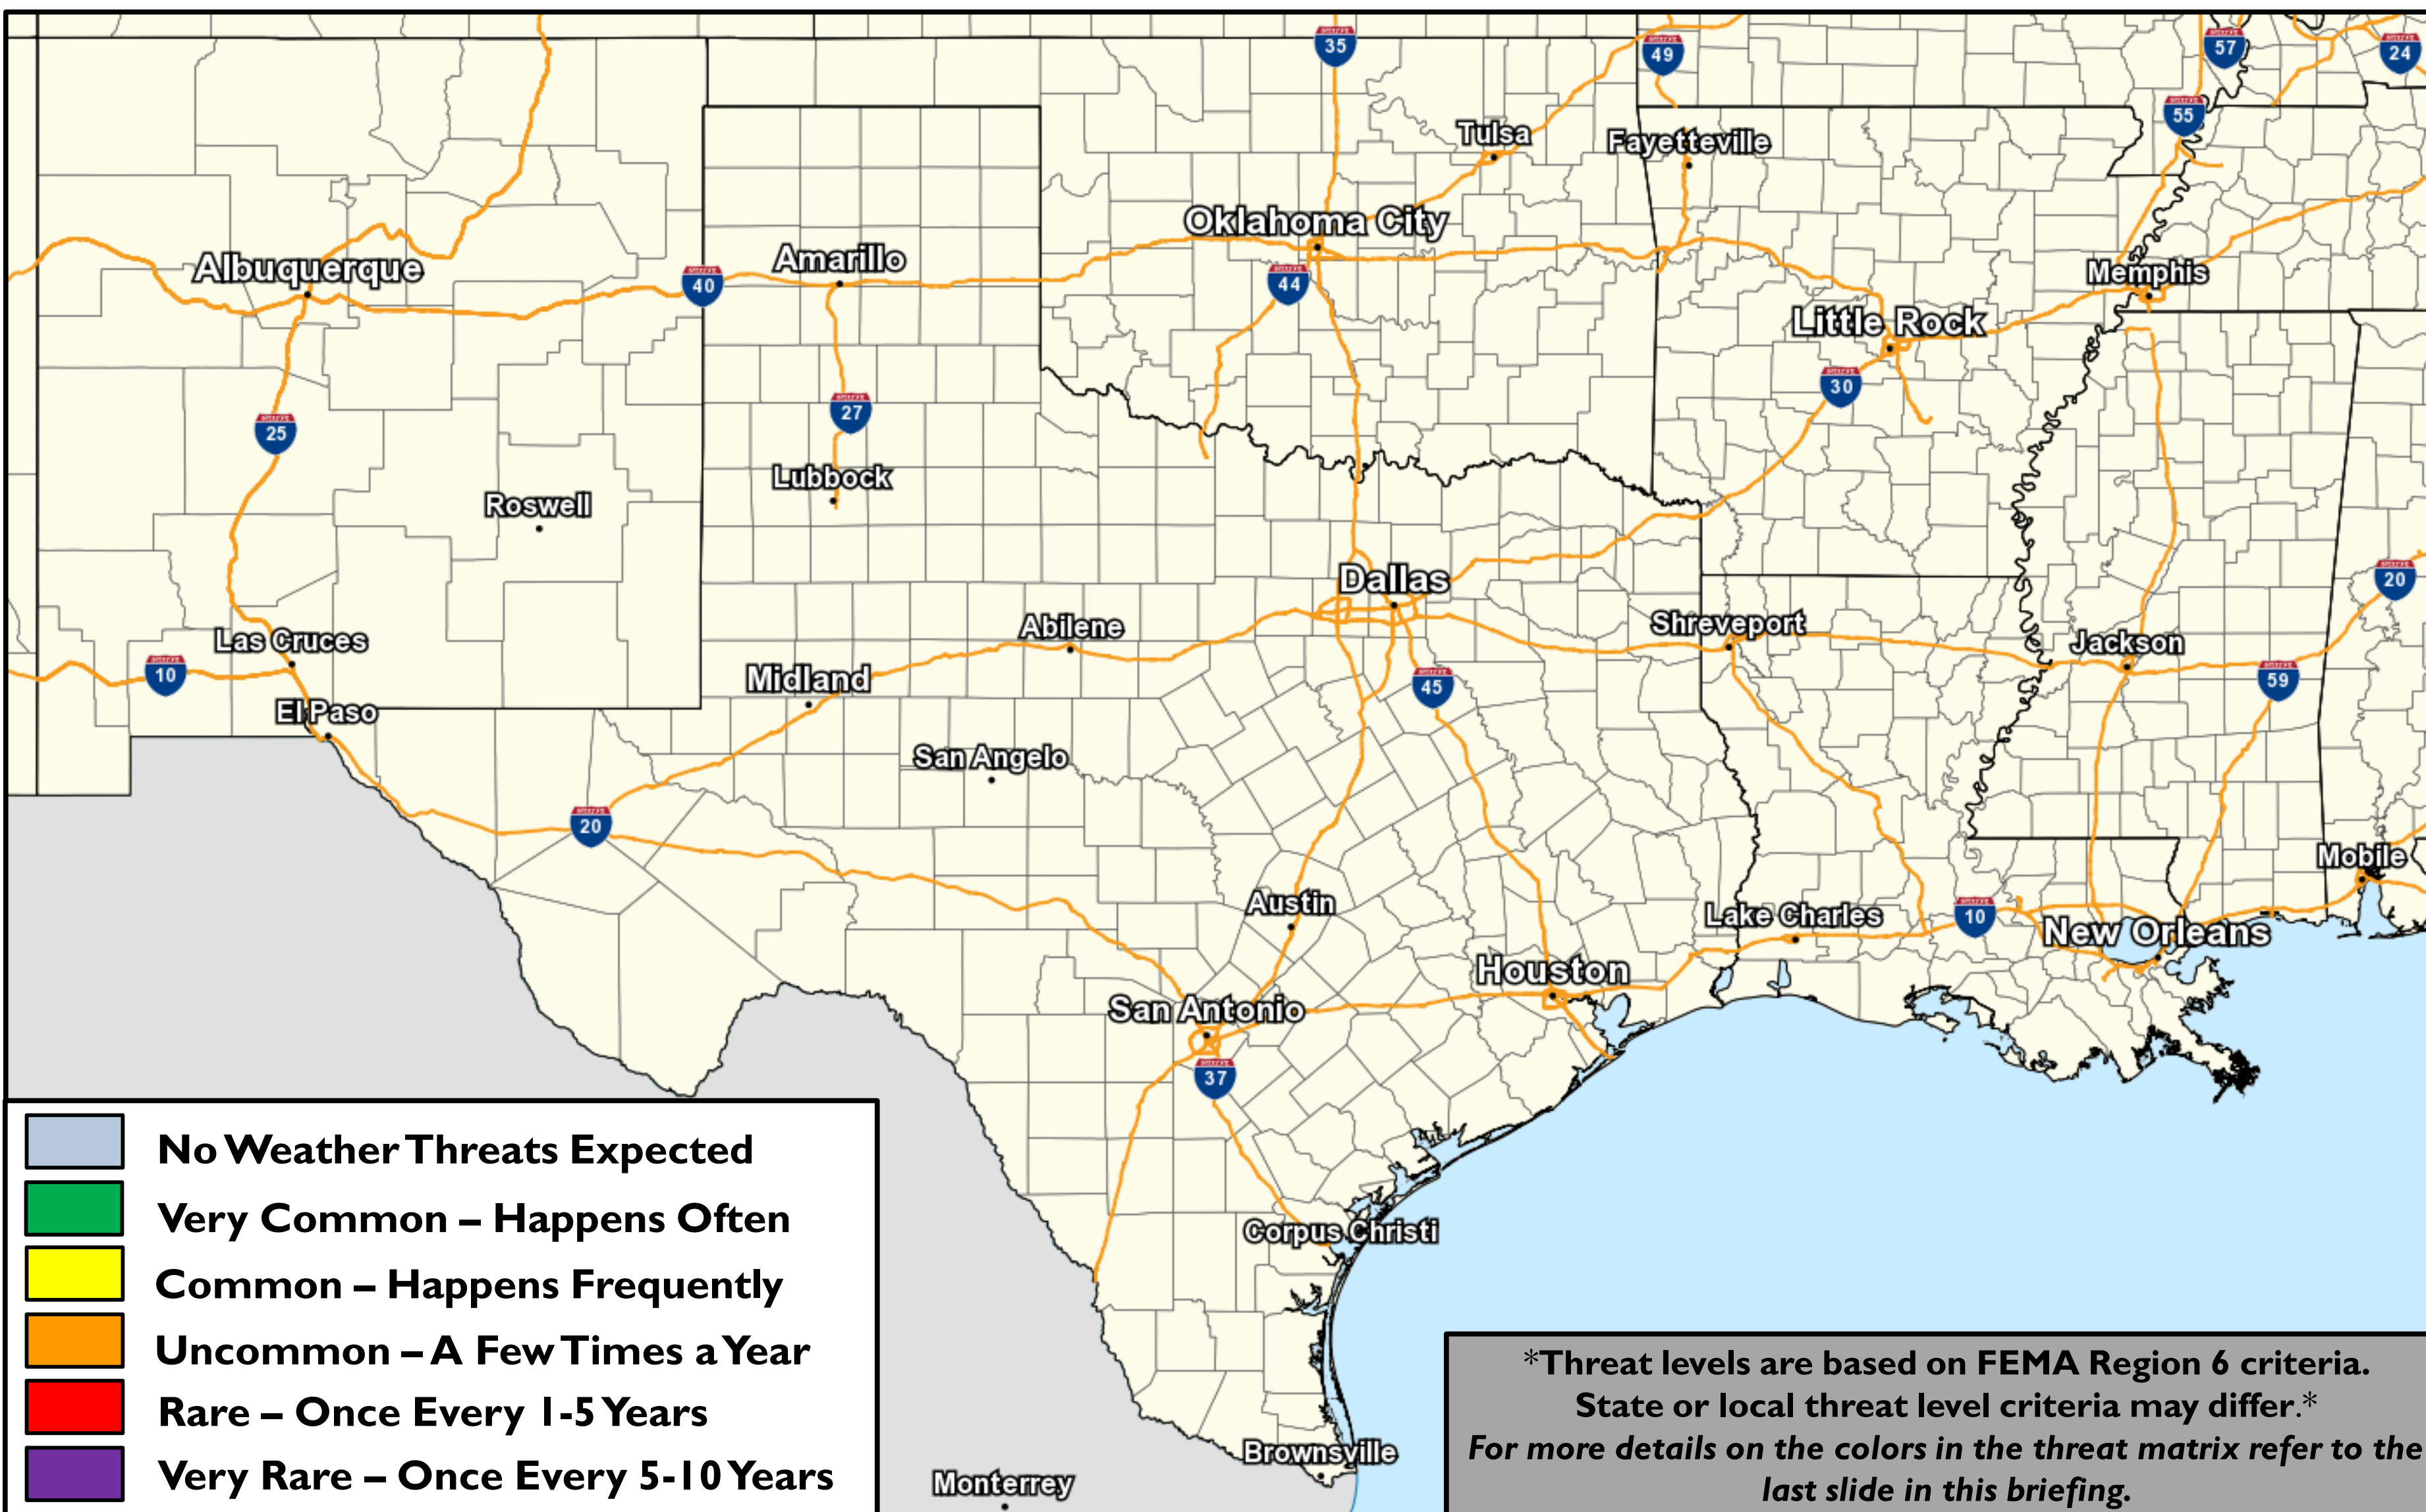 35
49
57
24
55
Tulsa
Fayetteville
Oklahoma City
Albuquerque
Amarillo
40
44
Memphis
Little Rock
30
27
25
Lubbock
Roswell
Dallas
20
Shreveport
Abilene
Las Cruces
Jackson
10
Midland
45
59
El Paso
San Angelo
20
Mobile
Austin
Lake Charles
10
New Orleans
Houston
San Antonio
37
Corpus Christi
Brownsville
Monterrey
No Weather Threats Expected
Very Common – Happens Often
Common – Happens Frequently
Uncommon – A Few Times a Year
Rare – Once Every 1-5 Years
Very Rare – Once Every 5-10 Years
*Threat levels are based on FEMA Region 6 criteria.
State or local threat level criteria may differ.*
For more details on the colors in the threat matrix refer to the
last slide in this briefing.